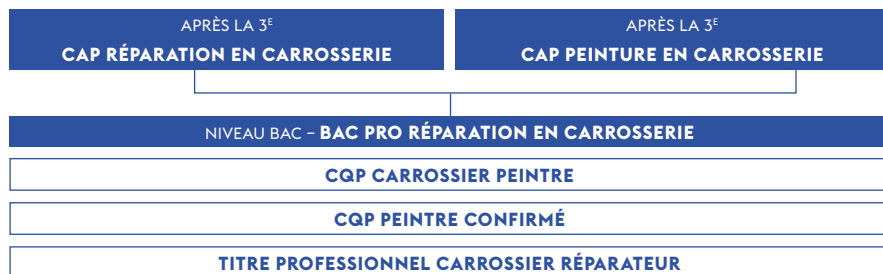 APRÈS LA 3E
CAP RÉPARATION EN CARROSSERIE
APRÈS LA 3E
CAP PEINTURE EN CARROSSERIE
NIVEAU BAC – BAC PRO RÉPARATION EN CARROSSERIE
CQP CARROSSIER PEINTRE
CQP PEINTRE CONFIRMÉ
TITRE PROFESSIONNEL CARROSSIER RÉPARATEUR